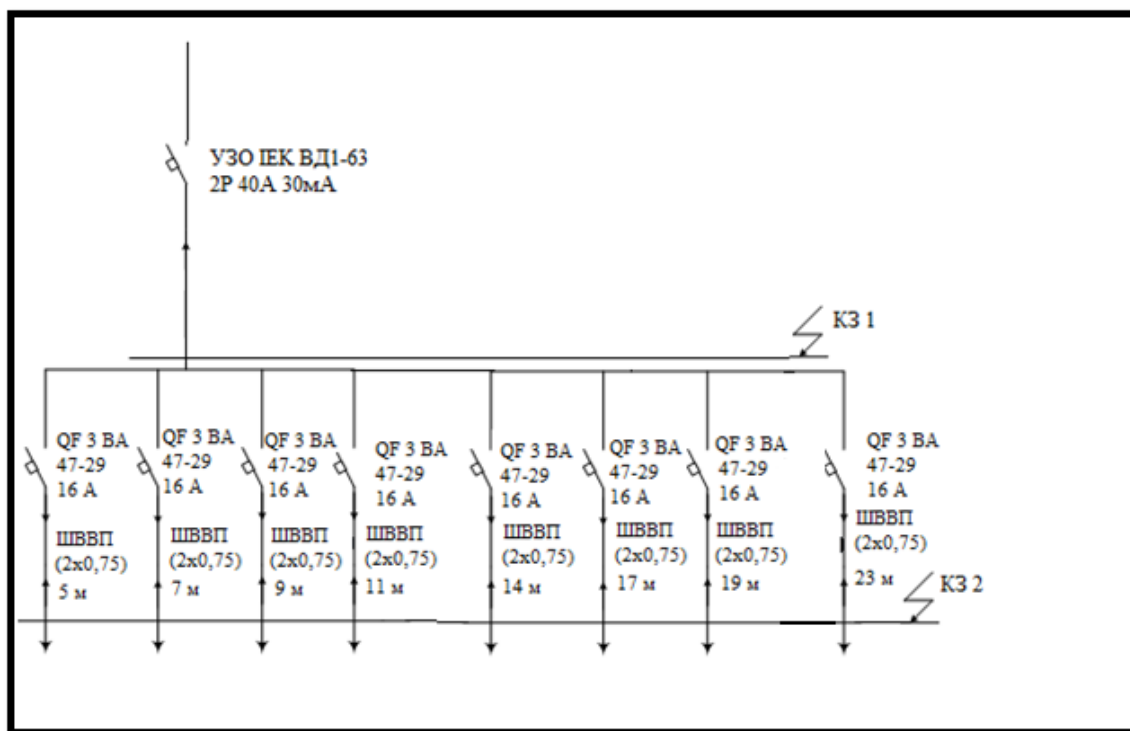 УЗО IEK ВД1-63
2Р 40А 30мА
КЗ 1
QF 3 ВА
47-29
16 А
ШВВП
(2х0,75)
5 м
QF 3 ВА
47-29
16 А
ШВВП
(2х0,75)
7 м
QF 3 ВА
47-29
16 А
ШВВП
(2х0,75)
9 м
QF 3 ВА
47-29
16 А
ШВВП
(2х0,75)
11 м
QF 3 ВА
47-29
16 А
ШВВП
(2х0,75)
14 м
QF 3 ВА
47-29
16 А
ШВВП
(2х0,75)
17 м
QF 3 ВА
47-29
16 А
ШВВП
(2х0,75)
19 м
QF 3 ВА
47-29
16 А
ШВВП
(2х0,75)
23 м
КЗ 2